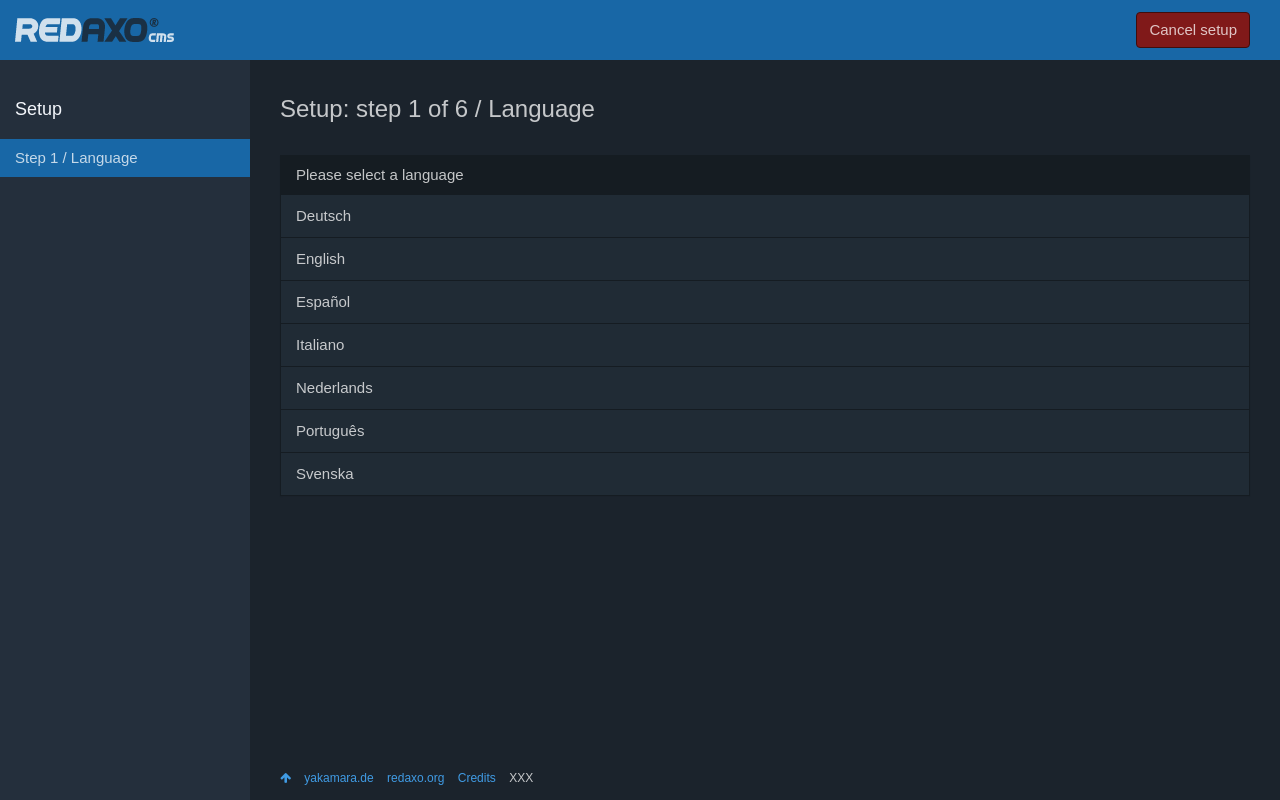 REDAXO® cms
Cancel setup
Setup
Step 1 / Language
Setup: step 1 of 6 / Language
Please select a language
Deutsch
English
Español
Italiano
Nederlands
Português
Svenska
yakamara.de redaxo.org Credits XXX